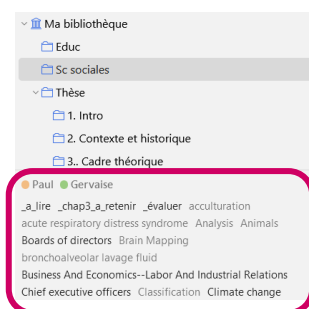 Ma bibliothèque
Educ
Sc sociales
Thèse
1. Intro
2. Contexte et historique
3.. Cadre théorique
Paul Gervaise
_a_lire _chap3_a_retenir _évaluer acculturation
acute respiratory distress syndrome Analysis Animals
Boards of directors Brain Mapping
bronchoalveolar lavage fluid
Business And Economics--Labor And Industrial Relations
Chief executive officers Classification Climate change